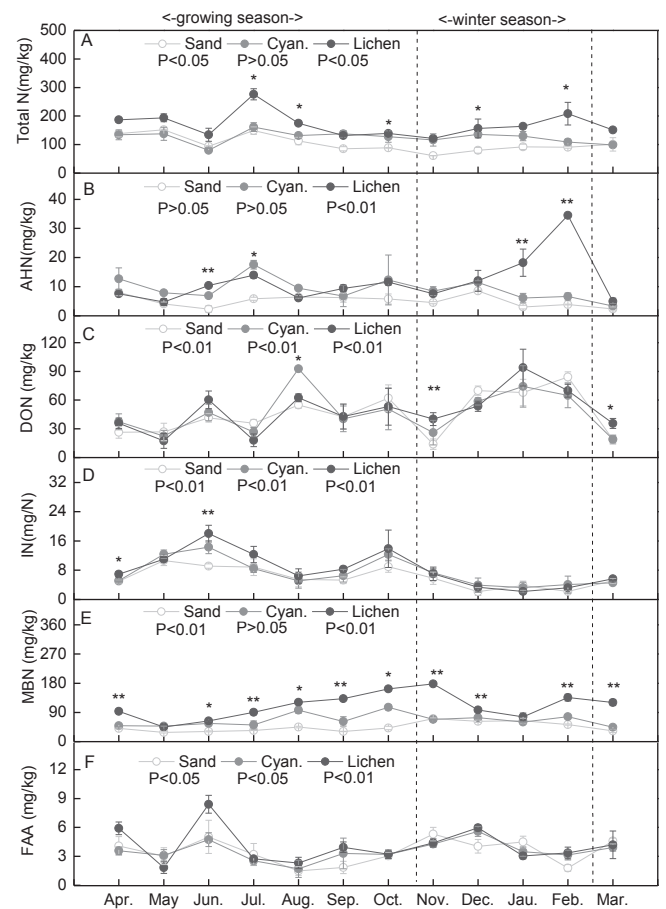 <-growing season-> <-winter season->
A
Sand Cyan. Lichen
P<0.05 P>0.05 P<0.05
Total N(mg/kg)
500
400
300
200
100
0
* * * * *
B
Sand Cyan. Lichen
P>0.05 P>0.05 P<0.01
AHN(mg/kg)
40
30
20
10
0
** * ** **
C
Sand Cyan. Lichen
P<0.01 P<0.01 P<0.01
DON (mg/kg
120
90
60
30
0
* ** *
D
Sand Cyan. Lichen
P<0.01 P<0.01 P<0.01
IN(mg/N)
32
24
16
8
0
* **
E
Sand Cyan. Lichen
P<0.01 P>0.05 P<0.01
MBN (mg/kg)
360
270
180
90
0
** * ** * ** * ** ** ** **
F
Sand Cyan. Lichen
P<0.05 P<0.05 P<0.01
FAA (mg/kg)
12
9
6
3
0
Apr. May Jun. Jul. Aug. Sep. Oct. Nov. Dec. Jau. Feb. Mar.